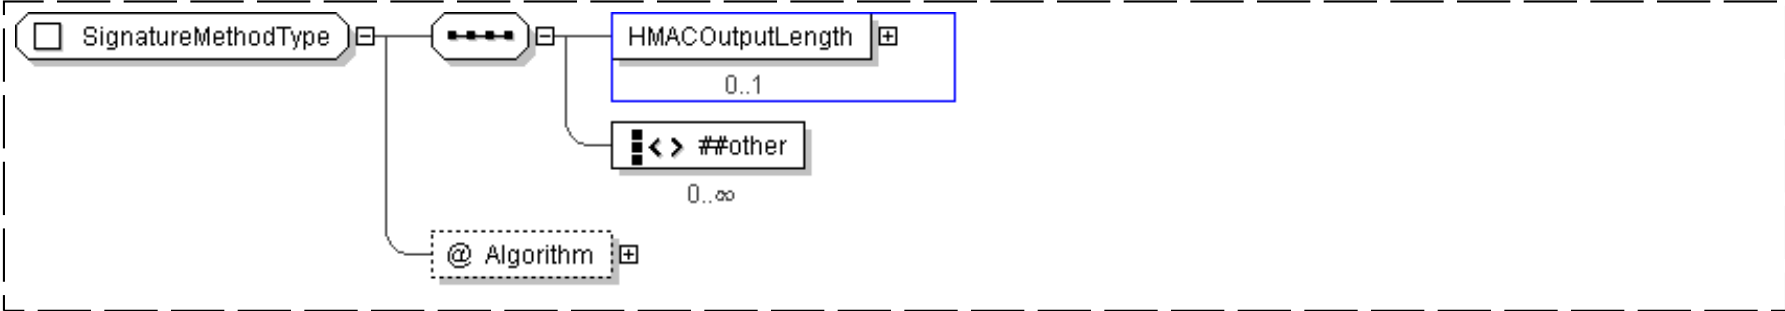 SignatureMethodType
HMACOutputLength
0..1
##other
0..∞
@ Algorithm